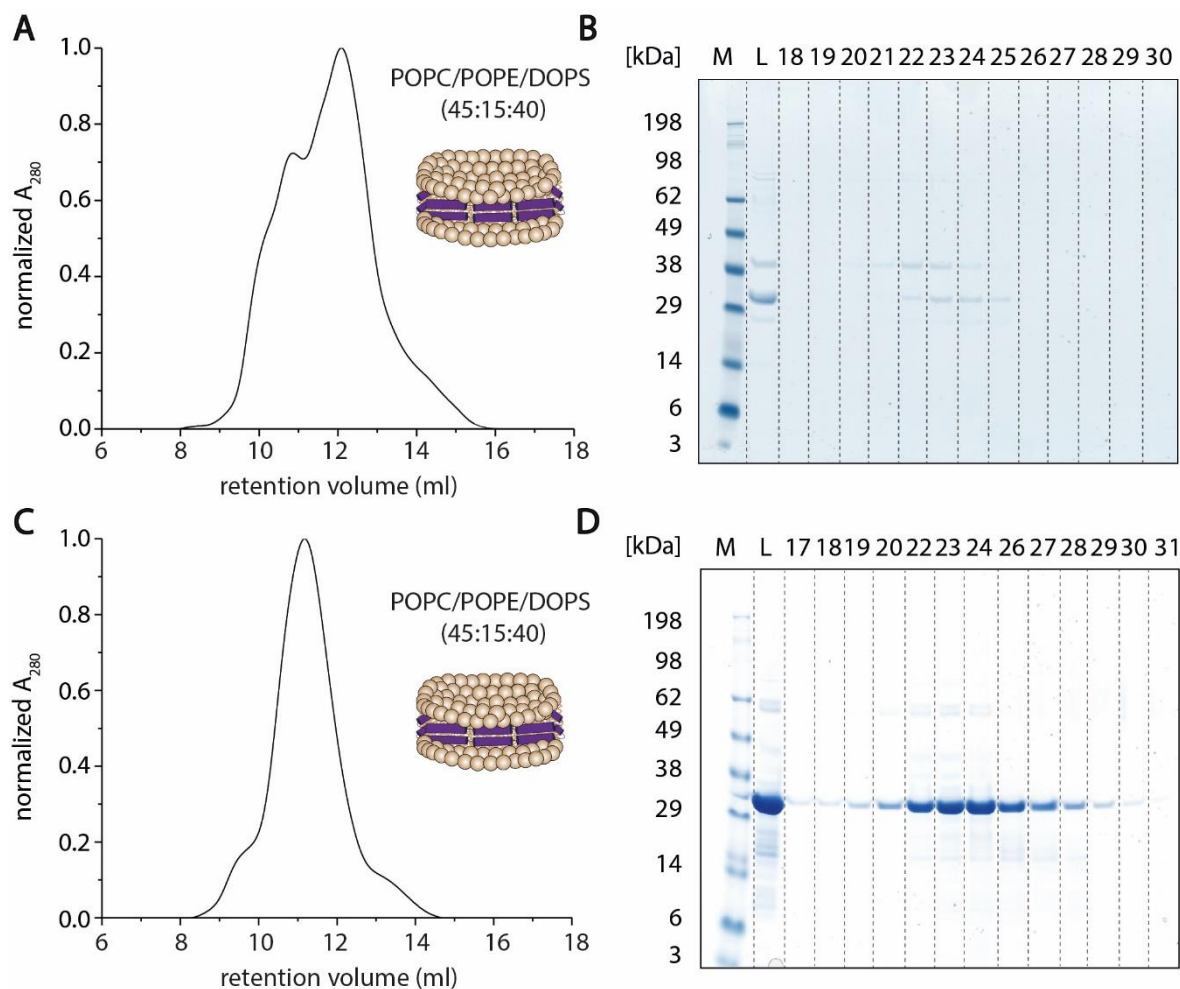 A
1.0
0.8
0.6
0.4
0.2
0.0
6 8 10 12 14 16 18
normalized A280
retention volume (ml)
POPC/POPE/DOPS
(45:15:40)
B
[kDa] M L 18 19 20 21 22 23 24 25 26 27 28 29 30
198
98
62
49
38
29
14
6
3
C
1.0
0.8
0.6
0.4
0.2
0.0
6 8 10 12 14 16 18
normalized A280
retention volume (ml)
POPC/POPE/DOPS
(45:15:40)
D
[kDa] M L 17 18 19 20 22 23 24 26 27 28 29 30 31
198
98
62
49
38
29
14
6
3